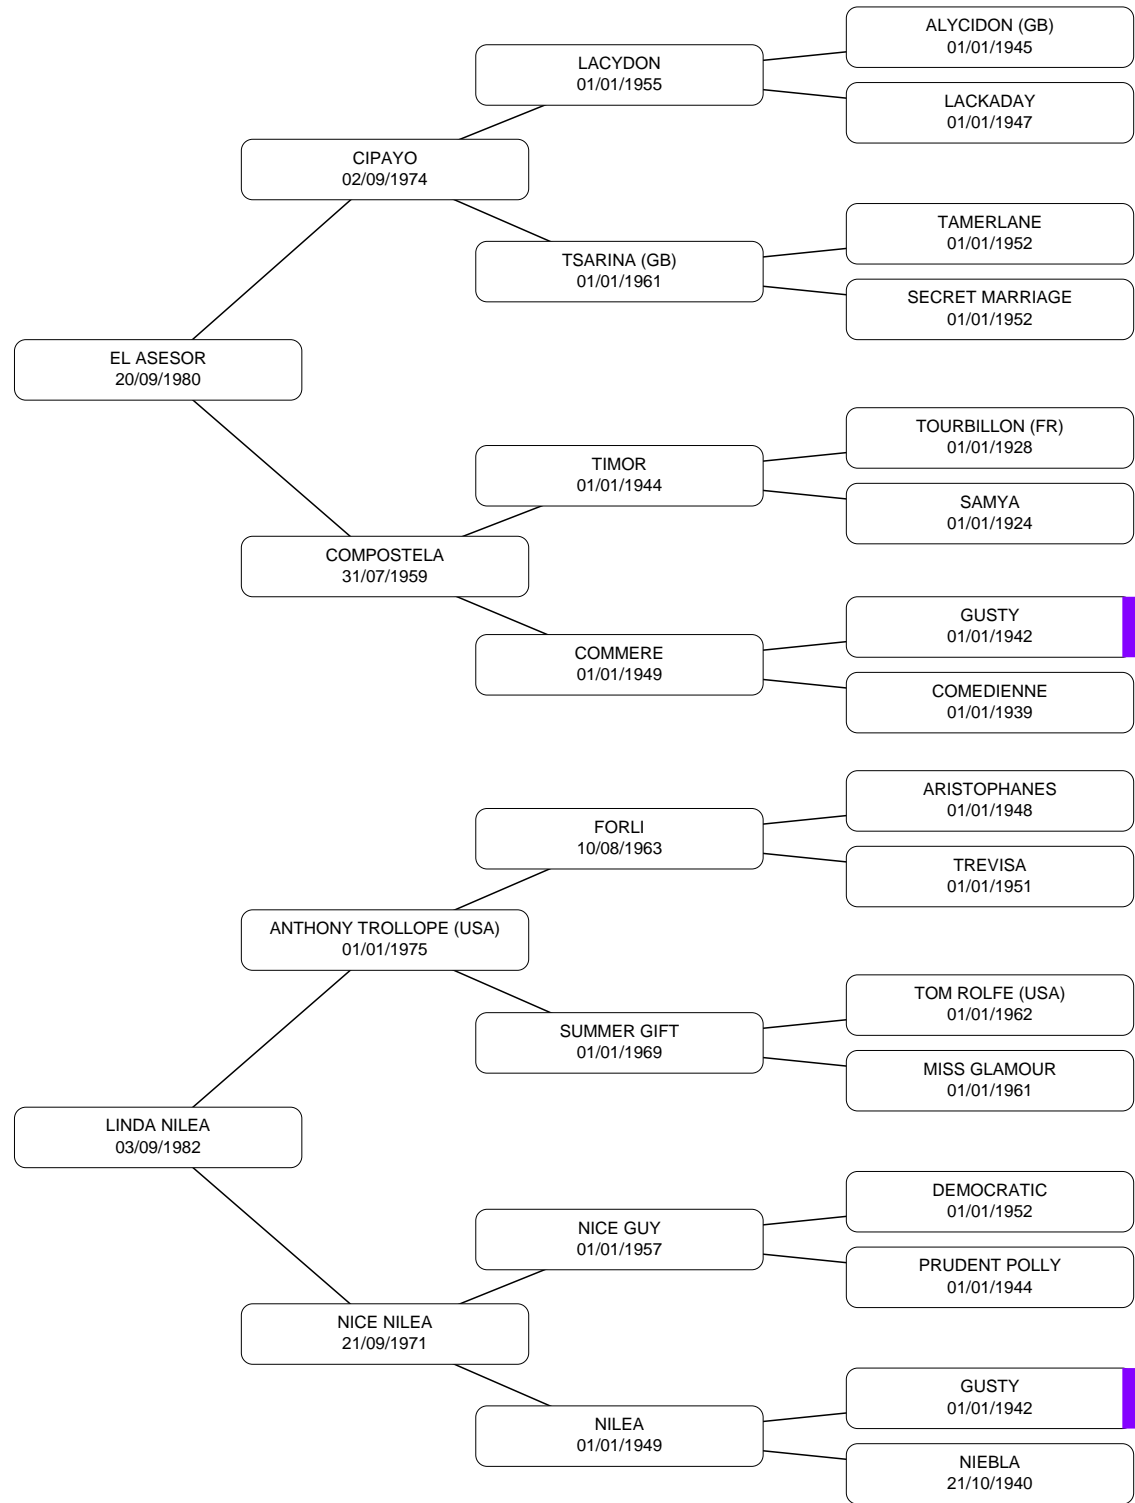 ALYCIDON (GB)
01/01/1945
LACYDON
01/01/1955
LACKADAY
01/01/1947
CIPAYO
02/09/1974
TAMERLANE
01/01/1952
TSARINA (GB)
01/01/1961
SECRET MARRIAGE
01/01/1952
EL ASESOR
20/09/1980
TOURBILLON (FR)
01/01/1928
TIMOR
01/01/1944
SAMYA
01/01/1924
COMPOSTELA
31/07/1959
GUSTY
01/01/1942
COMMERE
01/01/1949
COMEDIENNE
01/01/1939
ARISTOPHANES
01/01/1948
FORLI
10/08/1963
TREVISA
01/01/1951
ANTHONY TROLLOPE (USA)
01/01/1975
TOM ROLFE (USA)
01/01/1962
SUMMER GIFT
01/01/1969
MISS GLAMOUR
01/01/1961
LINDA NILEA
03/09/1982
DEMOCRATIC
01/01/1952
NICE GUY
01/01/1957
PRUDENT POLLY
01/01/1944
NICE NILEA
21/09/1971
GUSTY
01/01/1942
NILEA
01/01/1949
NIEBLA
21/10/1940